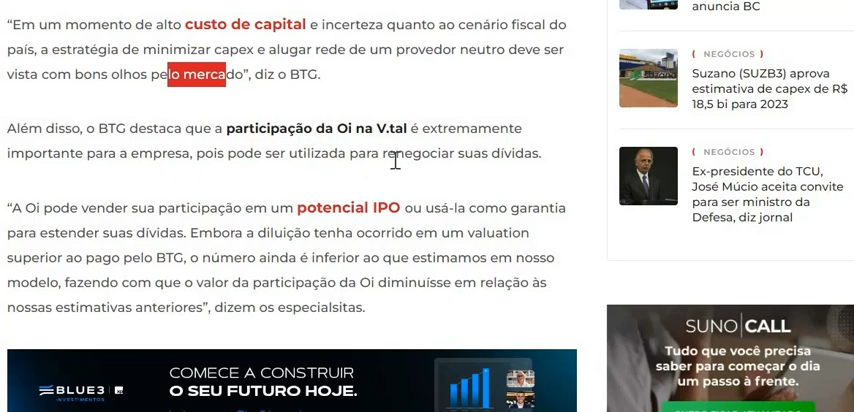 “Em um momento de alto custo de capital e incerteza quanto ao cenário fiscal do
país, a estratégia de minimizar capex e alugar rede de um provedor neutro deve ser
vista com bons olhos pelo mercado”, diz o BTG.
Além disso, o BTG destaca que a participação da Oi na V.tal é extremamente
importante para a empresa, pois pode ser utilizada para renegociar suas dívidas.
“A Oi pode vender sua participação em um potencial IPO ou usá-la como garantia
para estender suas dívidas. Embora a diluição tenha ocorrido em um valuation
superior ao pago pelo BTG, o número ainda é inferior ao que estimamos em nosso
modelo, fazendo com que o valor da participação da Oi diminuísse em relação às
nossas estimativas anteriores”, dizem os especialsitas.
BLUE3
INVESTIMENTOS
COMECE A CONSTRUIR
O SEU FUTURO HOJE.
anuncia BC
( NEGÓCIOS )
Suzano (SUZB3) aprova
estimativa de capex de R$
18,5 bi para 2023
( NEGÓCIOS )
Ex-presidente do TCU,
José Múcio aceita convite
para ser ministro da
Defesa, diz jornal
SUNO|CALL
Tudo que você precisa
saber para começar o dia
um passo à frente.